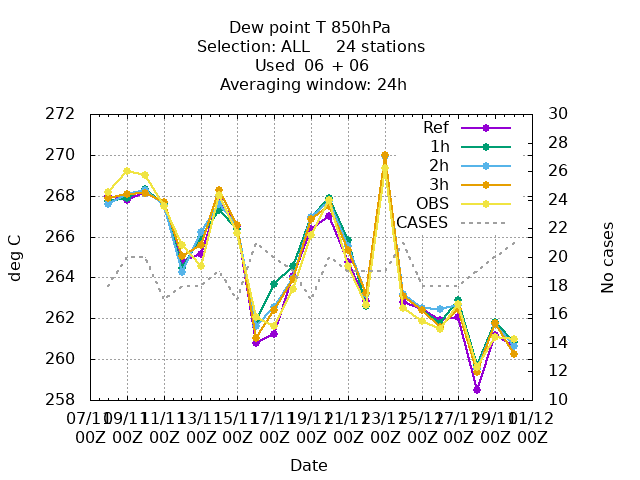 Dew point T 850hPa
Selection: ALL     24 stations
Used  06 + 06
Averaging window: 24h
272
270
268
266
264
262
260
258
deg C
30
28
26
24
22
20
18
16
14
12
10
No cases
Ref
1h
2h
3h
OBS
CASES
07/11 09/11 11/11 13/11 15/11 17/11 19/11 21/11 23/11 25/11 27/11 29/11 01/12
00Z 00Z 00Z 00Z 00Z 00Z 00Z 00Z 00Z 00Z 00Z 00Z 00Z
Date